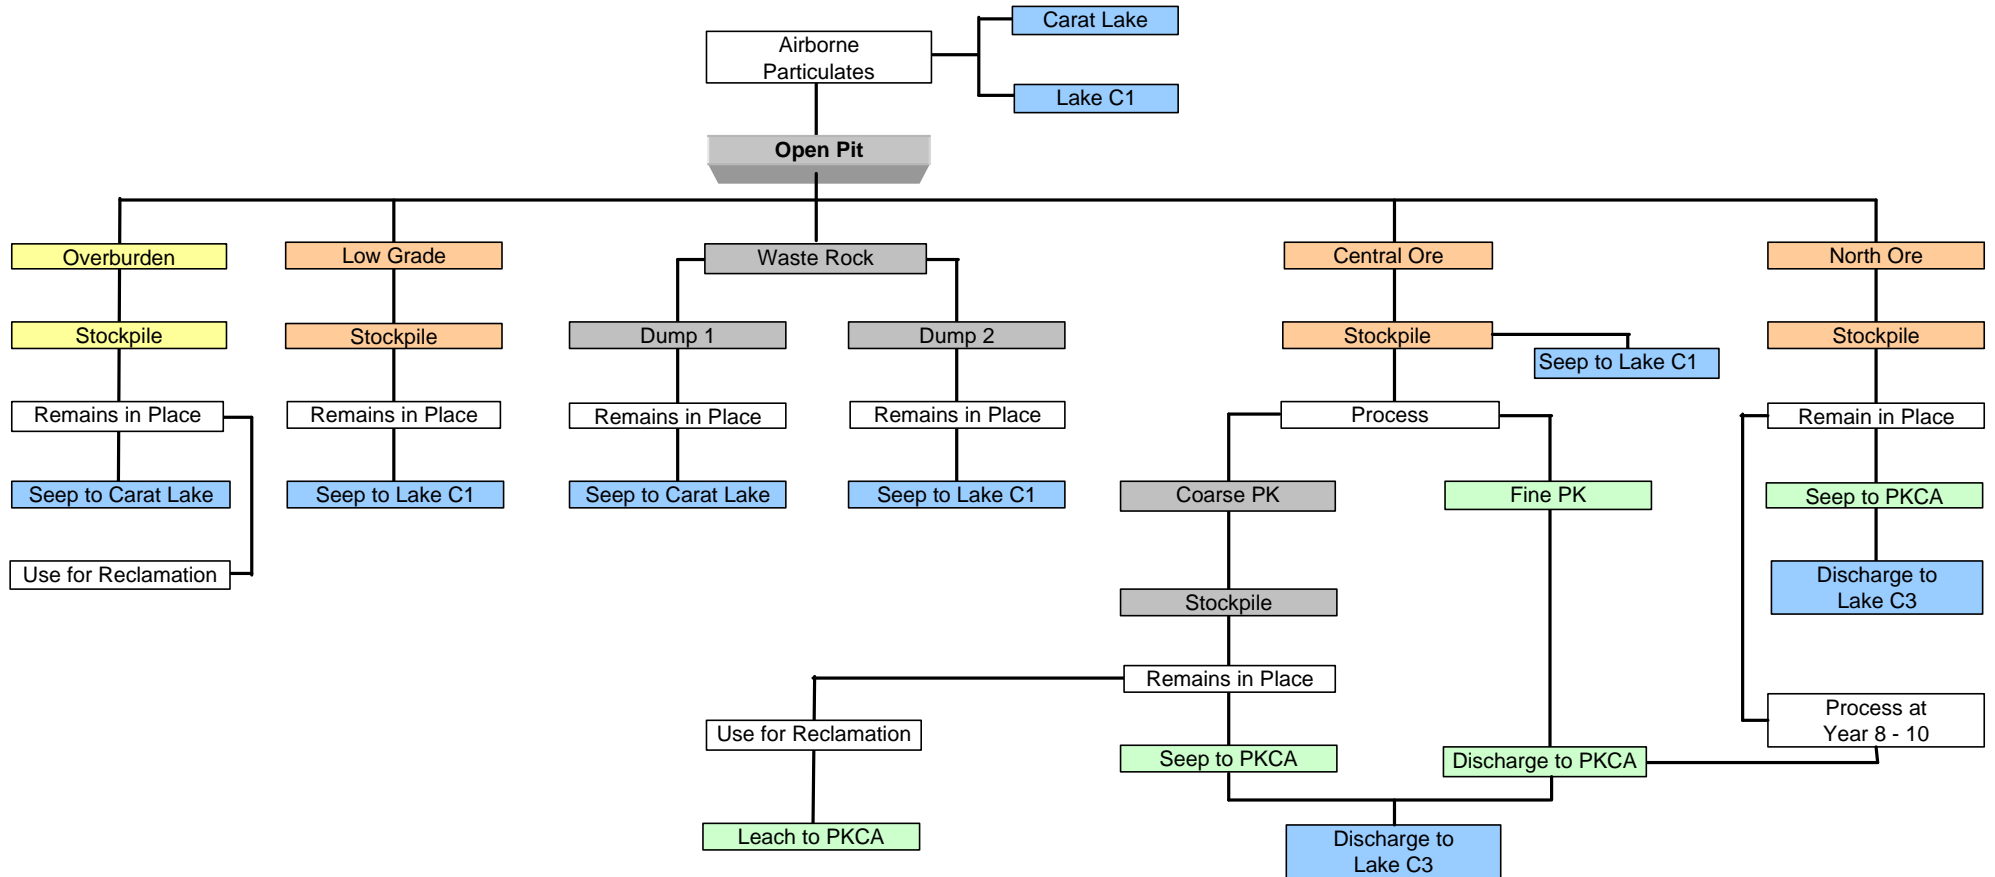 Carat Lake
Airborne
Particulates
Lake C1
Open Pit
Overburden
Low Grade
Waste Rock
Central Ore
North Ore
Stockpile
Stockpile
Dump 1
Dump 2
Stockpile
Stockpile
Seep to Lake C1
Remains in Place
Remains in Place
Remains in Place
Remains in Place
Process
Remain in Place
Seep to Carat Lake
Seep to Lake C1
Seep to Carat Lake
Seep to Lake C1
Coarse PK
Fine PK
Seep to PKCA
Use for Reclamation
Discharge to
Lake C3
Stockpile
Remains in Place
Use for Reclamation
Process at
Year 8 - 10
Seep to PKCA
Discharge to PKCA
Leach to PKCA
Discharge to
Lake C3